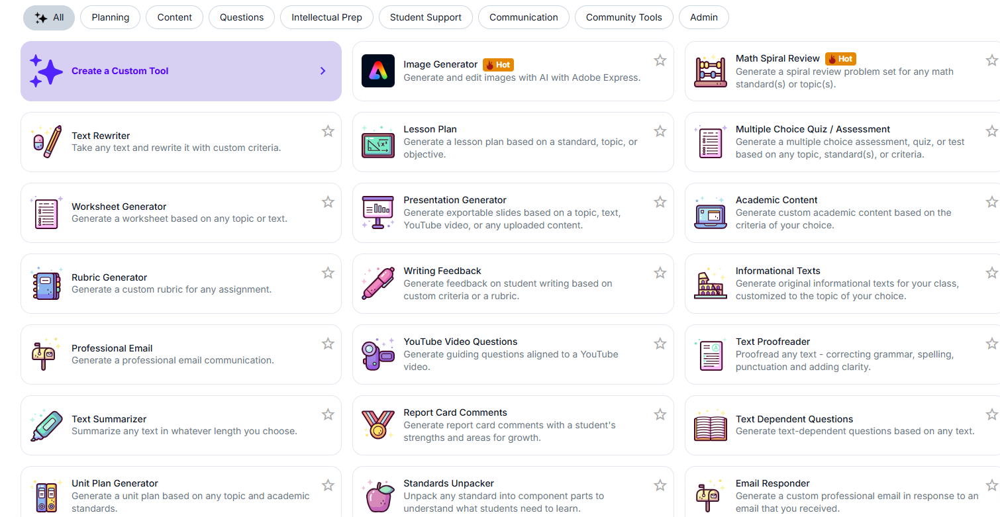 All
Planning
Content
Questions
Intellectual Prep
Student Support
Communication
Community Tools
Admin
Create a Custom Tool
Image Generator Hot
Generate and edit images with AI with Adobe Express.
Math Spiral Review Hot
Generate a spiral review problem set for any math
standard(s) or topic(s).
Text Rewriter
Take any text and rewrite it with custom criteria.
Lesson Plan
Generate a lesson plan based on a standard, topic, or
objective.
Multiple Choice Quiz / Assessment
Generate a multiple choice assessment, quiz, or test
based on any topic, standard(s), or criteria.
Worksheet Generator
Generate a worksheet based on any topic or text.
Presentation Generator
Generate exportable slides based on a topic, text,
YouTube video, or any uploaded content.
Academic Content
Generate custom academic content based on the
criteria of your choice.
Rubric Generator
Generate a custom rubric for any assignment.
Writing Feedback
Generate feedback on student writing based on
custom criteria or a rubric.
Informational Texts
Generate original informational texts for your class,
customized to the topic of your choice.
Professional Email
Generate a professional email communication.
YouTube Video Questions
Generate guiding questions aligned to a YouTube
video.
Text Proofreader
Proofread any text - correcting grammar, spelling,
punctuation and adding clarity.
Text Summarizer
Summarize any text in whatever length you choose.
Report Card Comments
Generate report card comments with a student's
strengths and areas for growth.
Text Dependent Questions
Generate text-dependent questions based on any text.
Unit Plan Generator
Generate a unit plan based on any topic and academic
standards.
Standards Unpacker
Unpack any standard into component parts to
understand what students need to learn.
Email Responder
Generate a custom professional email in response to an
email that you received.